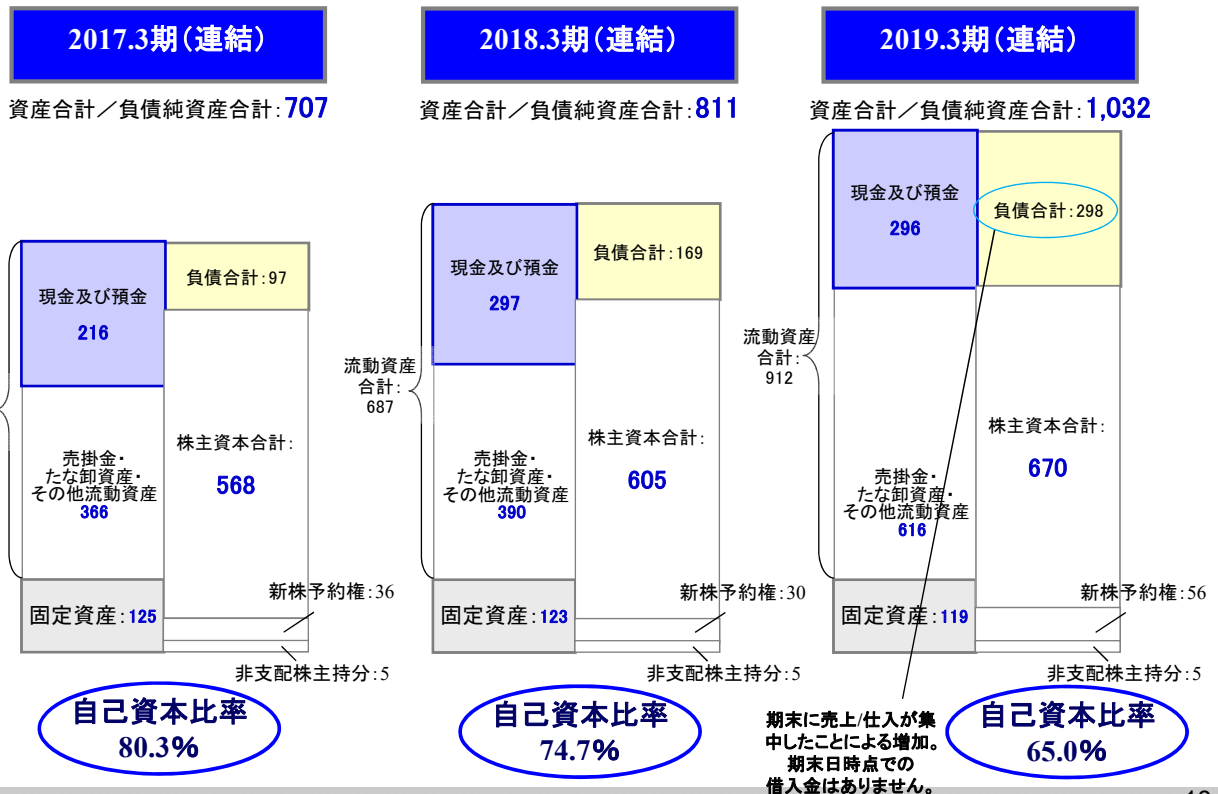 2017.3期（連結）
資産合計／負債純資産合計：707
現金及び預金
216
負債合計：97
売掛金・
たな卸資産・
その他流動資産
366
株主資本合計：
568
固定資産：125
新株予約権：36
非支配株主持分：5
自己資本比率
80.3%
2018.3期（連結）
資産合計／負債純資産合計：811
流動資産
合計：
687
現金及び預金
297
負債合計：169
売掛金・
たな卸資産・
その他流動資産
390
株主資本合計：
605
固定資産：123
新株予約権：30
非支配株主持分：5
自己資本比率
74.7%
2019.3期（連結）
資産合計／負債純資産合計：1,032
流動資産
合計：
912
現金及び預金
296
負債合計：298
売掛金・
たな卸資産・
その他流動資産
616
株主資本合計：
670
固定資産：119
新株予約権：56
非支配株主持分：5
期末に売上/仕入が集
中したことによる増加。
期末日時点での
借入金はありません。
自己資本比率
65.0%